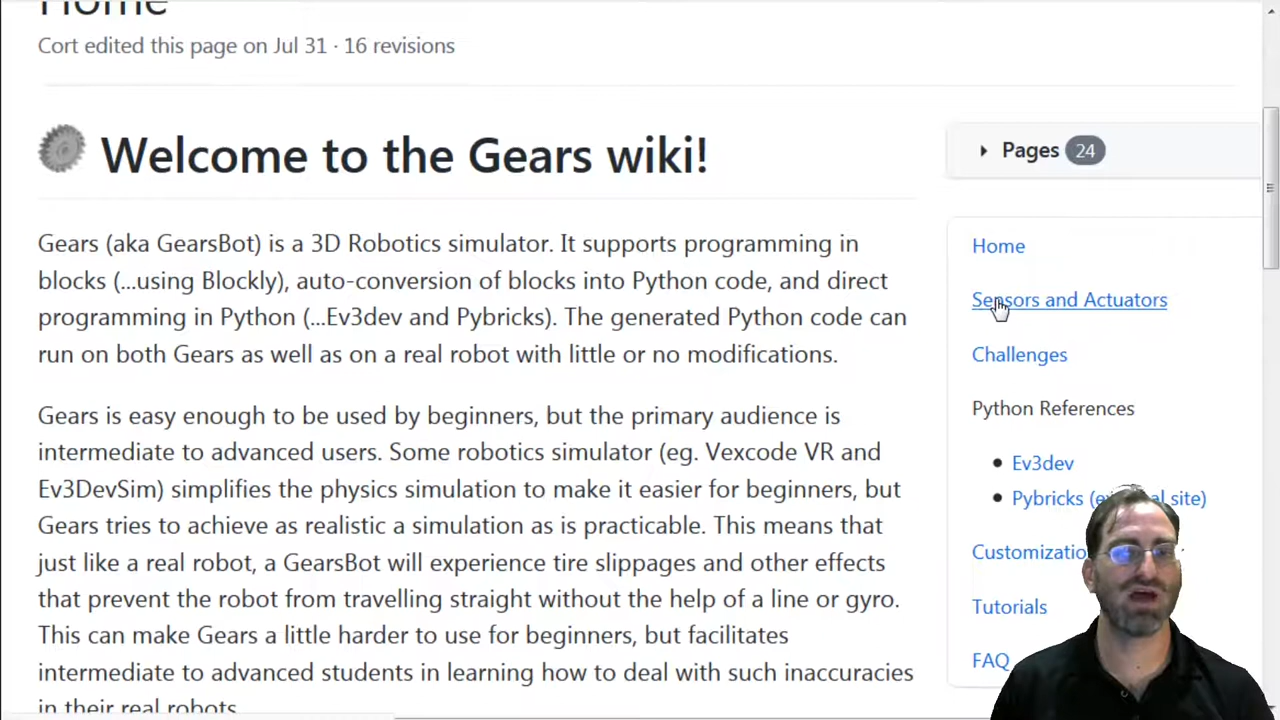 Home
Cort edited this page on Jul 31 · 16 revisions
Welcome to the Gears wiki!
Gears (aka GearsBot) is a 3D Robotics simulator. It supports programming in
blocks (...using Blockly), auto-conversion of blocks into Python code, and direct
programming in Python (...Ev3dev and Pybricks). The generated Python code can
run on both Gears as well as on a real robot with little or no modifications.
Gears is easy enough to be used by beginners, but the primary audience is
intermediate to advanced users. Some robotics simulator (eg. Vexcode VR and
Ev3DevSim) simplifies the physics simulation to make it easier for beginners, but
Gears tries to achieve as realistic a simulation as is practicable. This means that
just like a real robot, a GearsBot will experience tire slippages and other effects
that prevent the robot from travelling straight without the help of a line or gyro.
This can make Gears a little harder to use for beginners, but facilitates
intermediate to advanced students in learning how to deal with such inaccuracies
in their real robots.
Pages 24
Home
Sensors and Actuators
Challenges
Python References
Ev3dev
Pybricks site)
Tutorials
FAQ